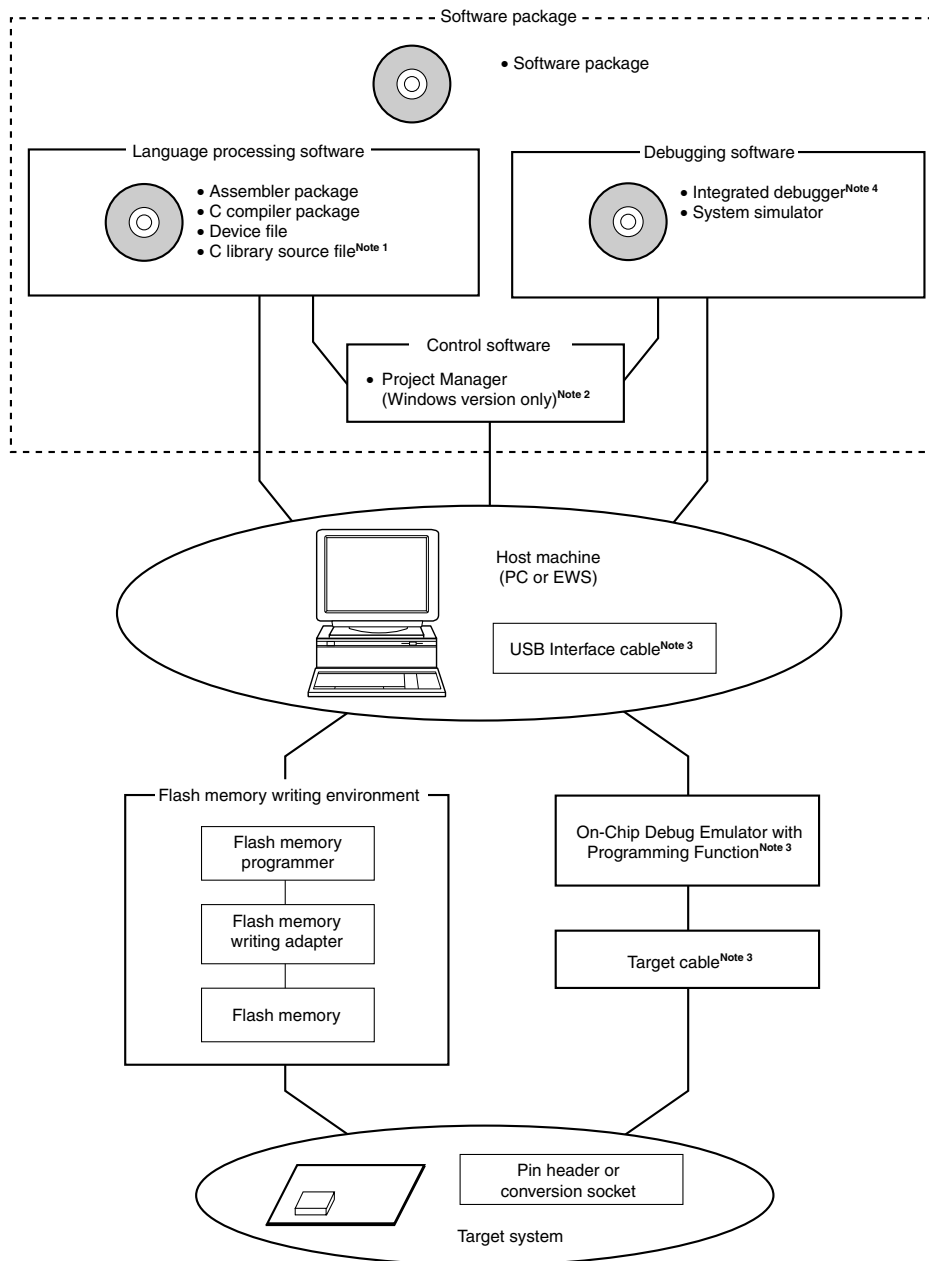 Software package
• Software package
Language processing software
• Assembler package
• C compiler package
• Device file
• C library source file Note 1
Debugging software
• Integrated debugger Note 4
• System simulator
Control software
• Project Manager
(Windows version only) Note 2
Host machine
(PC or EWS)
USB Interface cable Note 3
Flash memory writing environment
Flash memory
programmer
Flash memory
writing adapter
Flash memory
On-Chip Debug Emulator with
Programming Function Note 3
Target cable Note 3
Pin header or
conversion socket
Target system